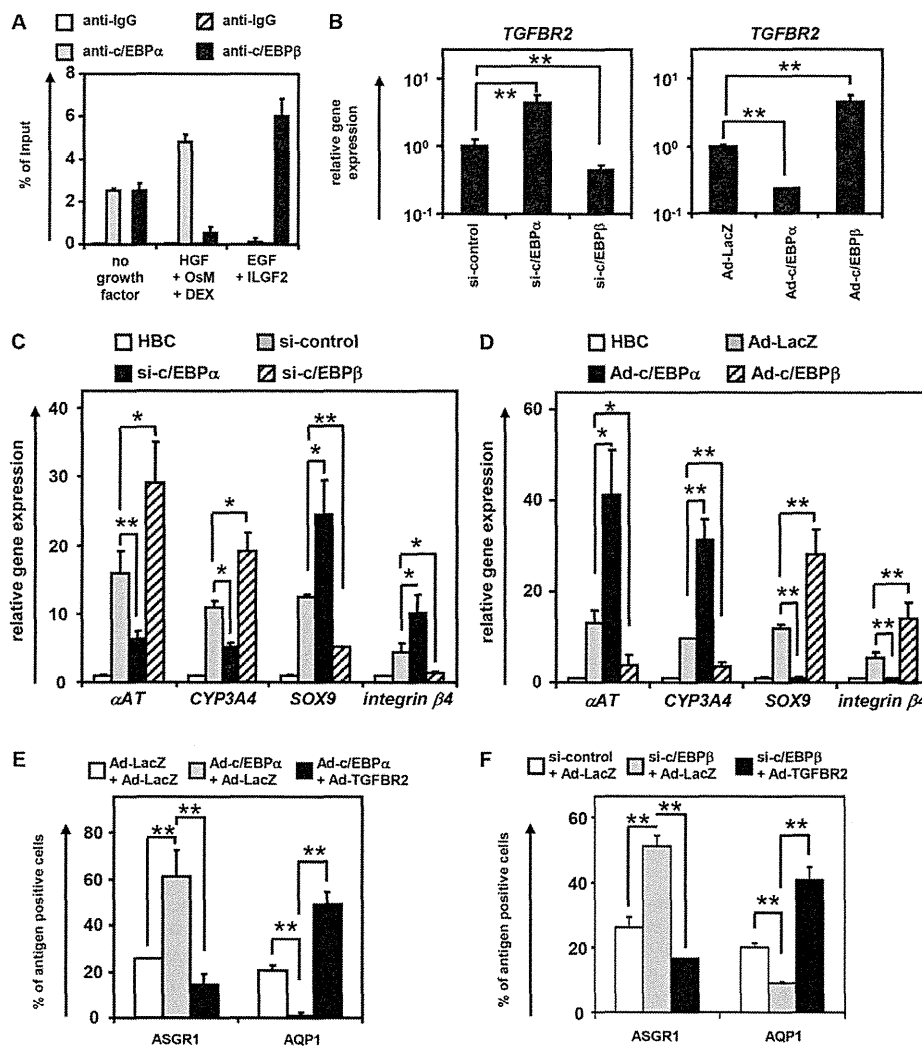 A
anti-IgG
anti-IgG
anti-c/EBPα
anti-c/EBPβ
% of Input
8
6
4
2
0
no growth factor
HGF + OsM + DEX
EGF + ILGF2
B
TGFBR2
TGFBR2
relative gene expression
10¹
10⁰
10⁻¹
**
**
si-control
si-c/EBPα
si-c/EBPβ
10¹
10⁰
10⁻¹
**
**
Ad-LacZ
Ad-c/EBPα
Ad-c/EBPβ
C
HBC
si-control
si-c/EBPα
si-c/EBPβ
relative gene expression
40
30
20
10
0
*
**
*
*
**
*
*
*
αAT
CYP3A4
SOX9
integrin β4
D
HBC
Ad-LacZ
Ad-c/EBPα
Ad-c/EBPβ
relative gene expression
60
40
20
0
*
*
**
**
**
**
**
**
αAT
CYP3A4
SOX9
integrin β4
E
Ad-LacZ + Ad-LacZ
Ad-c/EBPα + Ad-LacZ
Ad-c/EBPα + Ad-TGFBR2
% of antigen positive cells
80
60
40
20
0
**
**
**
**
ASGR1
AQP1
F
si-control + Ad-LacZ
si-c/EBPβ + Ad-LacZ
si-c/EBPβ + Ad-TGFBR2
% of antigen positive cells
60
40
20
0
**
**
**
**
ASGR1
AQP1